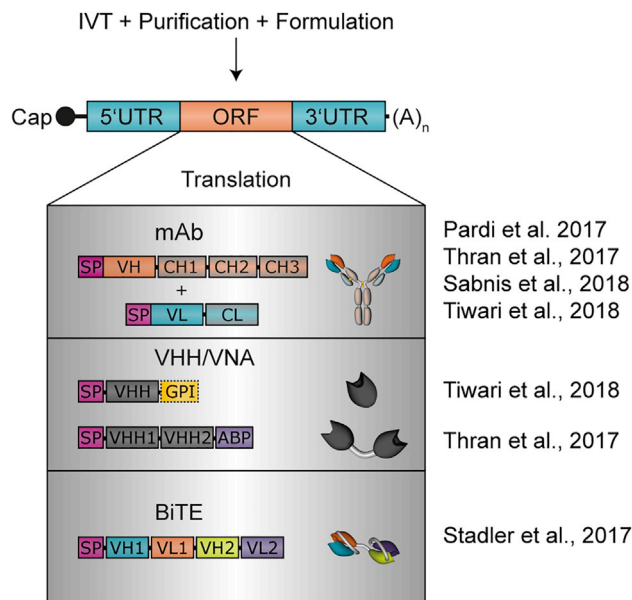 IVT + Purification + Formulation
Cap 5‘UTR ORF 3‘UTR (A)n
Translation
mAb
SP VH CH1 CH2 CH3
+
SP VL CL
Pardi et al. 2017
Thran et al., 2017
Sabnis et al., 2018
Tiwari et al., 2018
VHH/VNA
SP VHH GPI
Tiwari et al., 2018
SP VHH1 VHH2 ABP
Thran et al., 2017
BiTE
SP VH1 VL1 VH2 VL2
Stadler et al., 2017